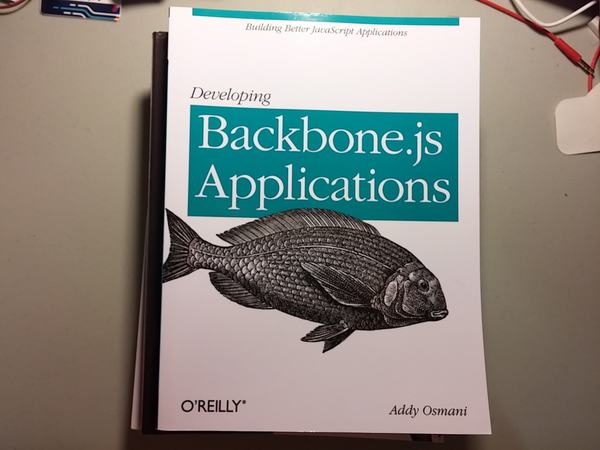 Building Better JavaScript Applications
Developing
Backbone.js
Applications
O'REILLY®
Addy Osmani